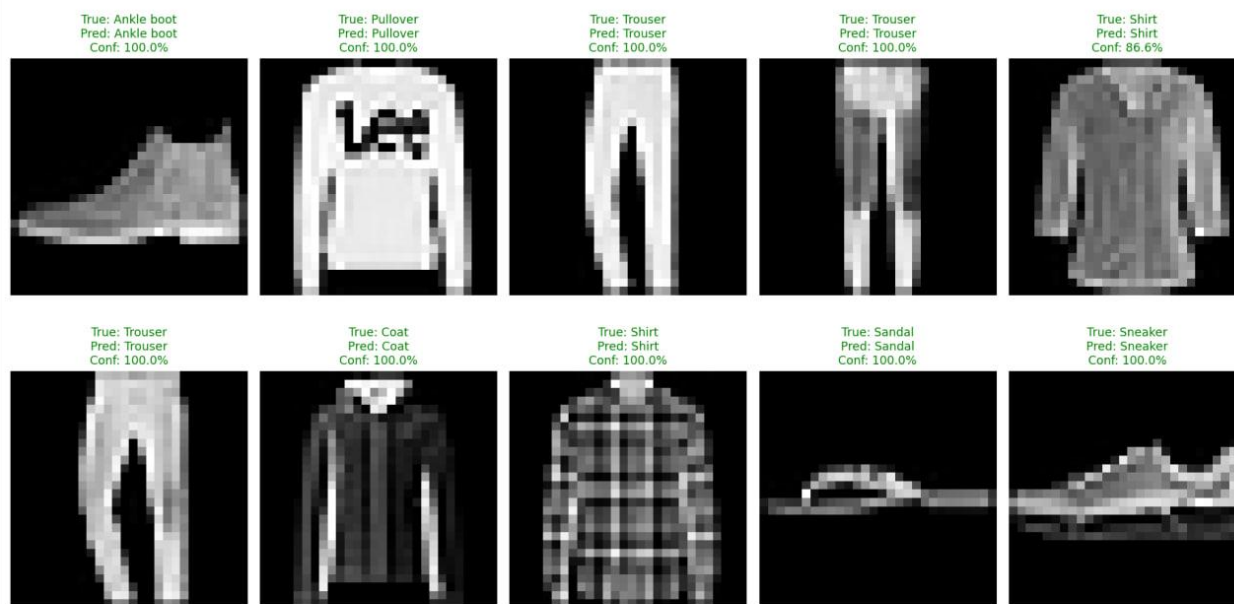 True: Ankle boot
Pred: Ankle boot
Conf: 100.0%
True: Pullover
Pred: Pullover
Conf: 100.0%
True: Trouser
Pred: Trouser
Conf: 100.0%
True: Trouser
Pred: Trouser
Conf: 100.0%
True: Shirt
Pred: Shirt
Conf: 86.6%
True: Trouser
Pred: Trouser
Conf: 100.0%
True: Coat
Pred: Coat
Conf: 100.0%
True: Shirt
Pred: Shirt
Conf: 100.0%
True: Sandal
Pred: Sandal
Conf: 100.0%
True: Sneaker
Pred: Sneaker
Conf: 100.0%